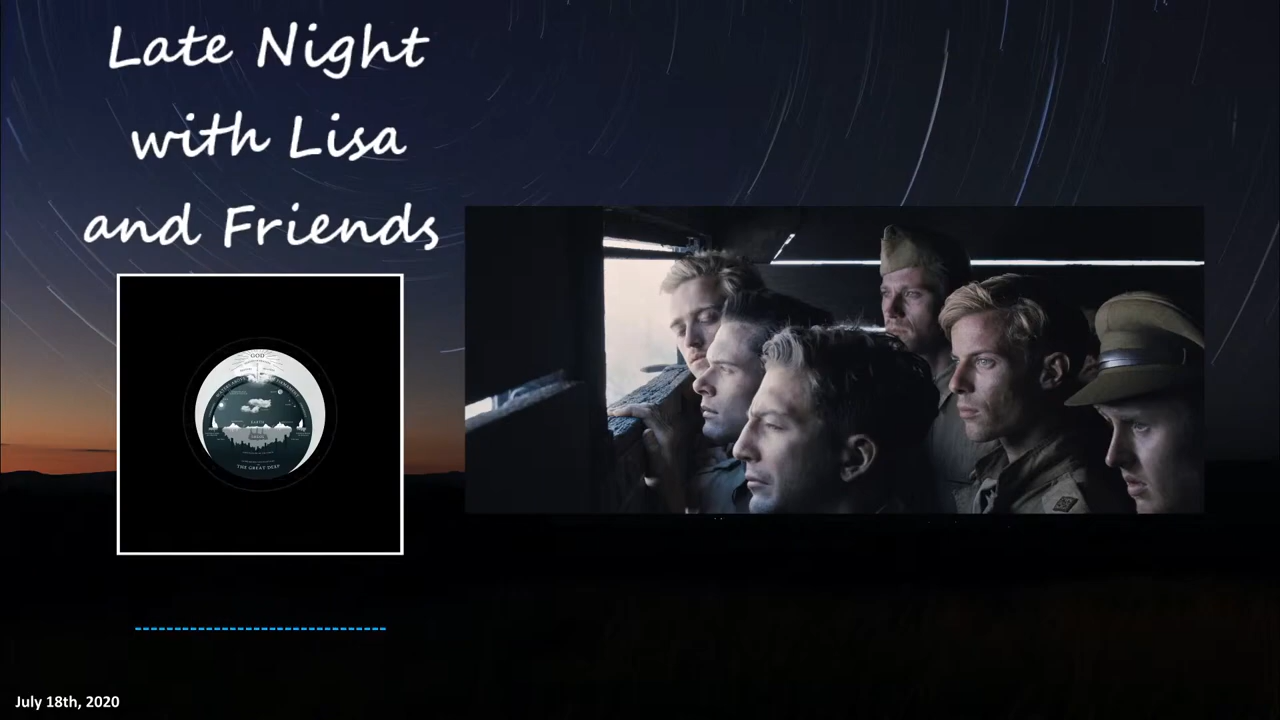 Late Night
with Lisa
and Friends
GOD
EARTH
THE GREAT DEEP
July 18th, 2020